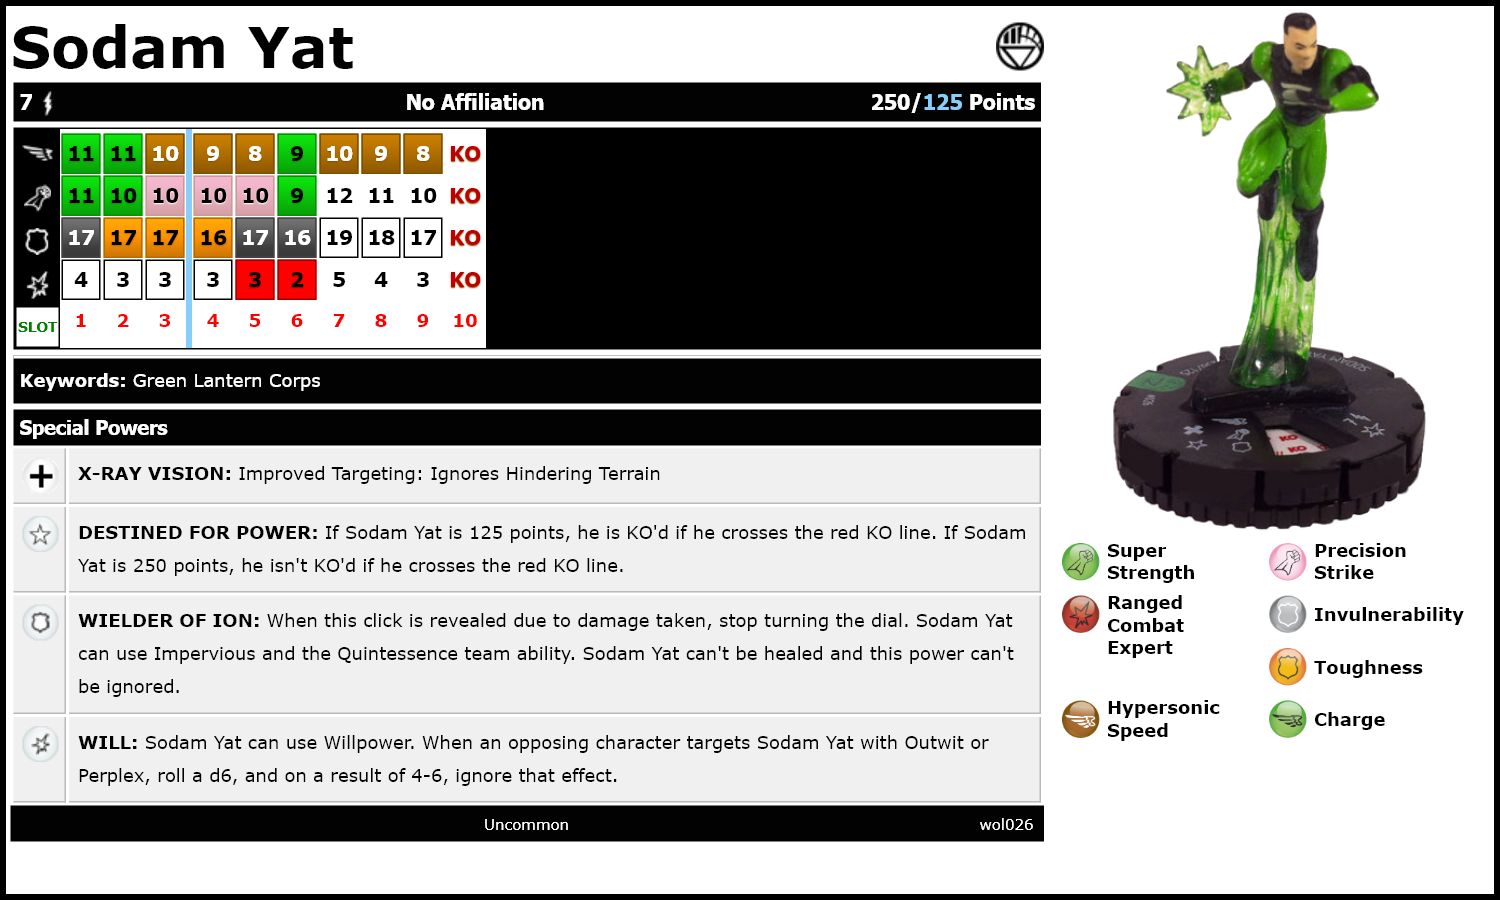 Sodam Yat
7 No Affiliation 250/125 Points
11 11 10 9 8 9 10 9 8 KO
11 10 10 10 10 9 12 11 10 KO
17 17 17 16 17 16 19 18 17 KO
4 3 3 3 3 2 5 4 3 KO
SLOT 1 2 3 4 5 6 7 8 9 10
Keywords: Green Lantern Corps
Special Powers
X-RAY VISION: Improved Targeting: Ignores Hindering Terrain
DESTINED FOR POWER: If Sodam Yat is 125 points, he is KO'd if he crosses the red KO line. If Sodam
Yat is 250 points, he isn't KO'd if he crosses the red KO line.
WIELDER OF ION: When this click is revealed due to damage taken, stop turning the dial. Sodam Yat
can use Impervious and the Quintessence team ability. Sodam Yat can't be healed and this power can't
be ignored.
WILL: Sodam Yat can use Willpower. When an opposing character targets Sodam Yat with Outwit or
Perplex, roll a d6, and on a result of 4-6, ignore that effect.
Uncommon wol026
SODAM YAT
KO
KO
Super
Strength
Precision
Strike
Ranged
Combat
Expert
Invulnerability
Toughness
Hypersonic
Speed
Charge